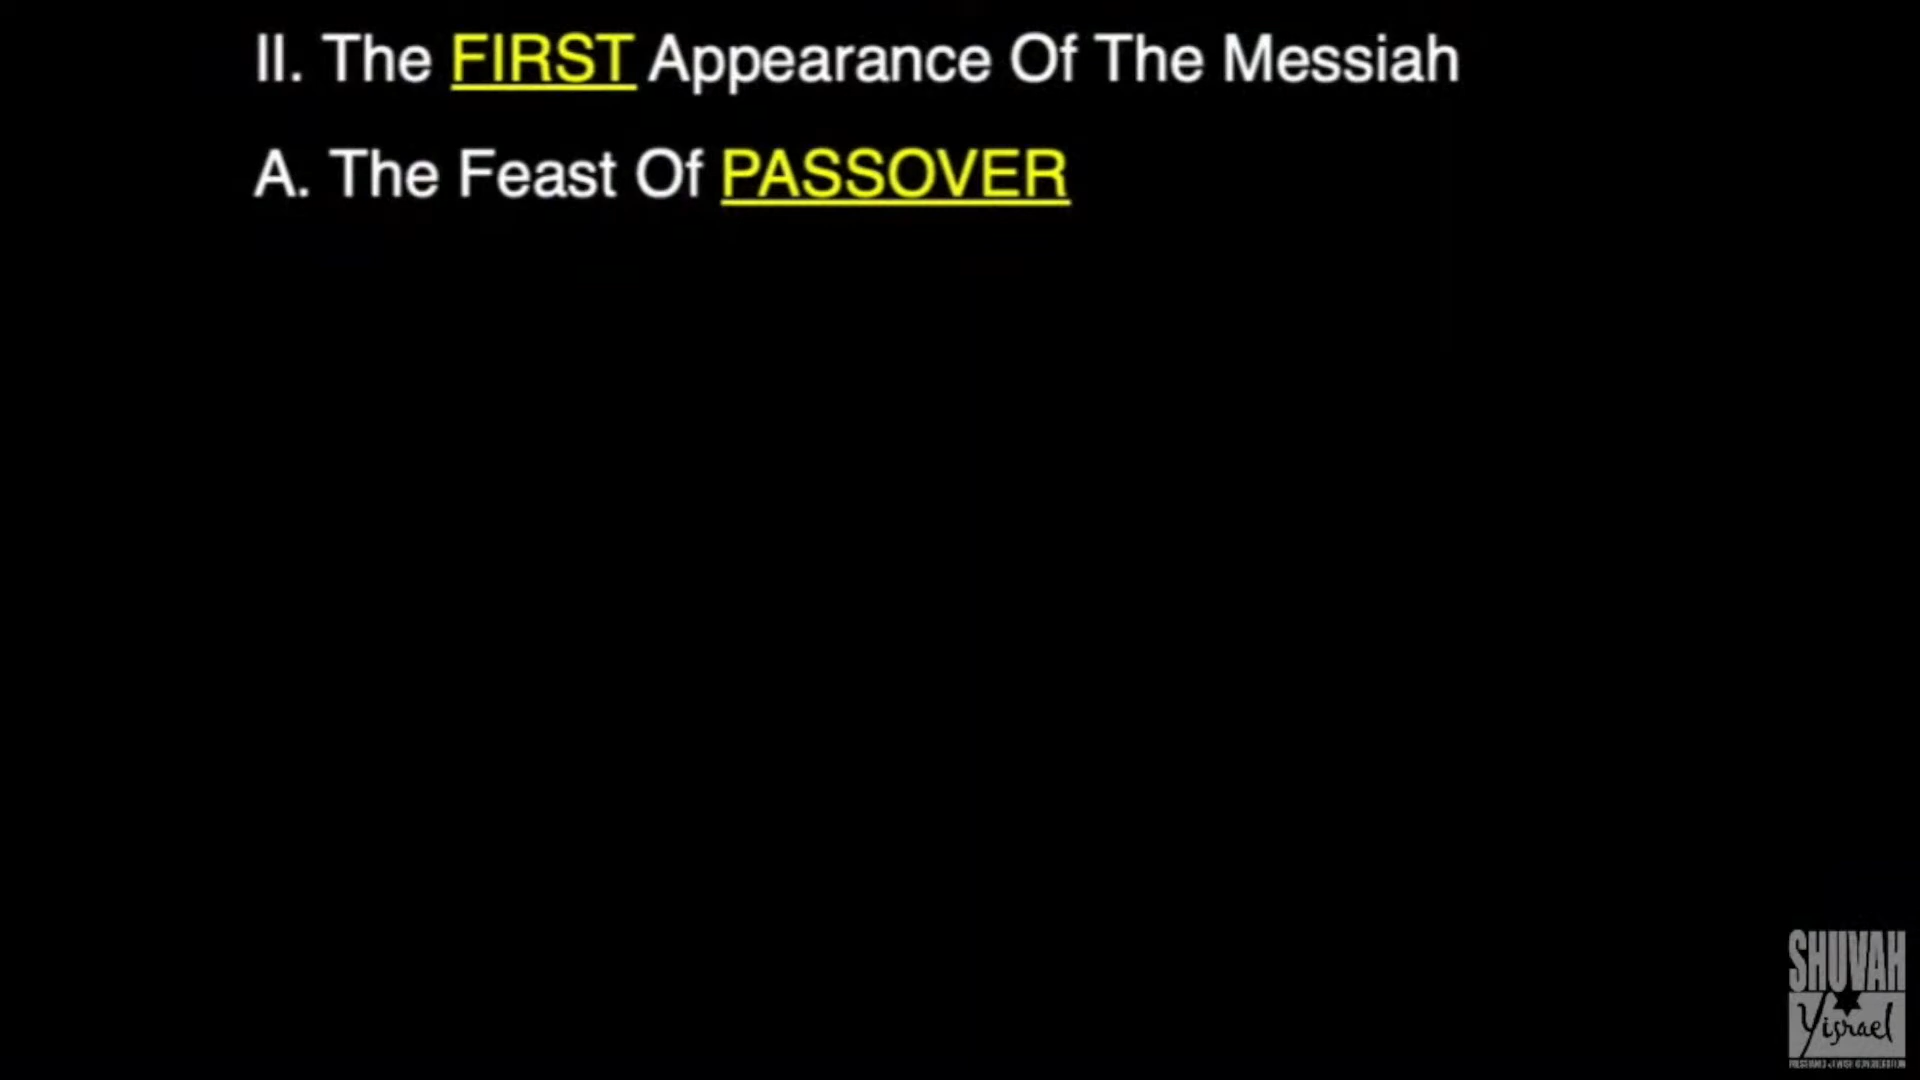 II. The FIRST Appearance Of The Messiah
A. The Feast Of PASSOVER
SHUVAH
Yisrael